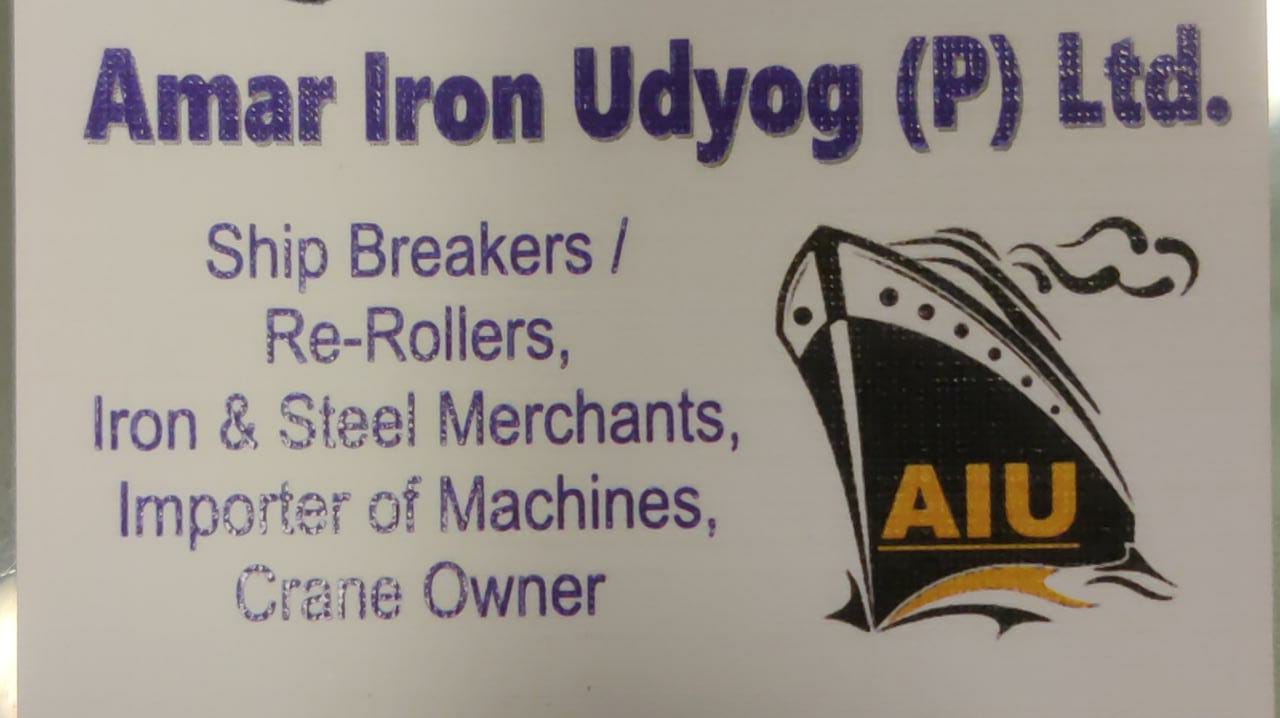 Amar Iron Udyog (P) Ltd.
Ship Breakers /
Re-Rollers,
Iron & Steel Merchants,
Importer of Machines,
Crane Owner
AIU